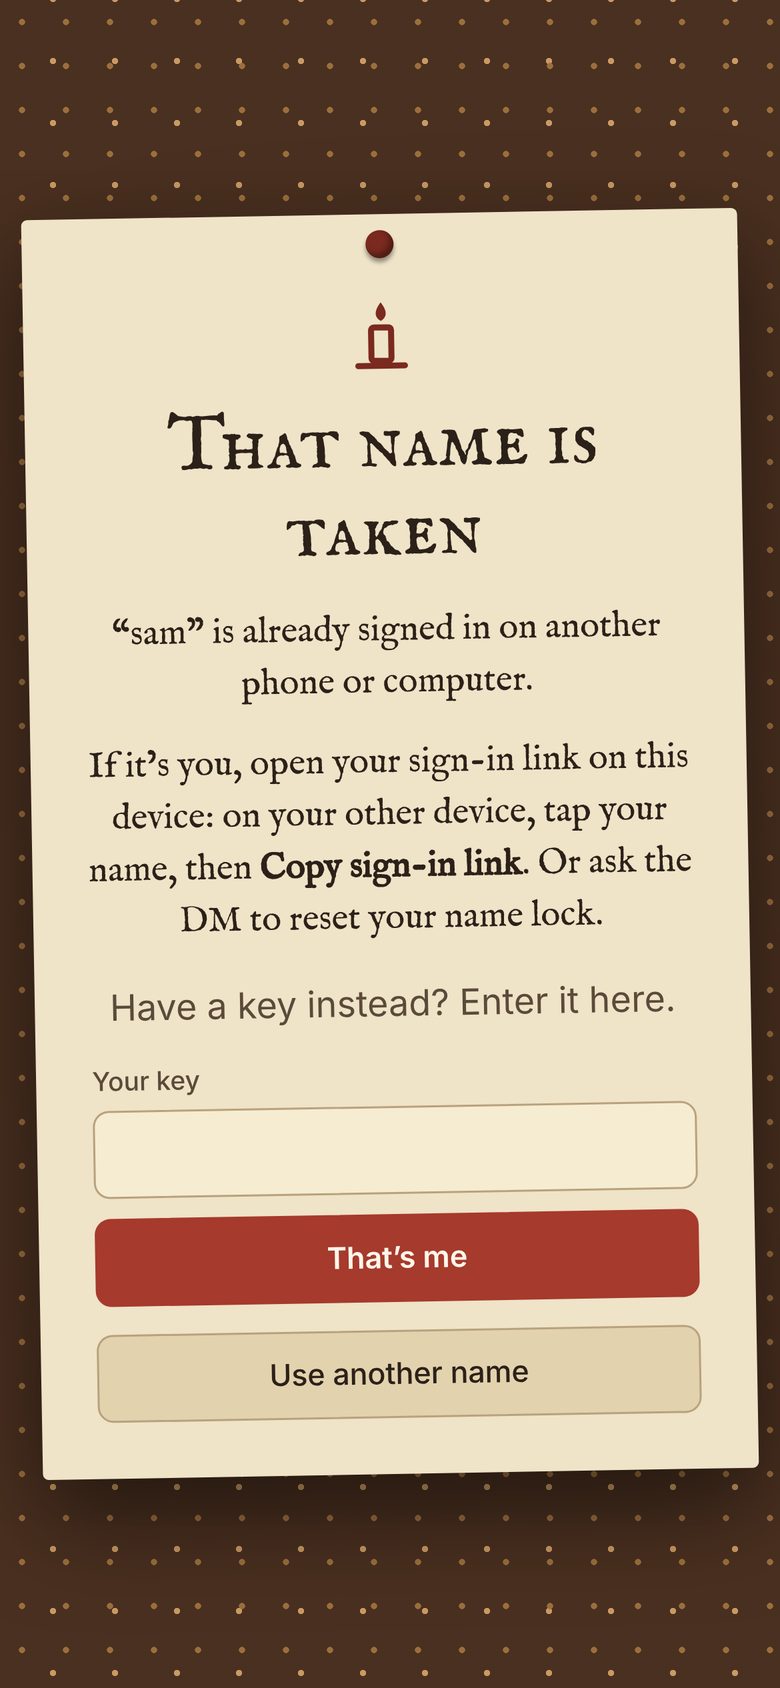 That name is
taken
“sam” is already signed in on another
phone or computer.
If it’s you, open your sign-in link on this
device: on your other device, tap your
name, then Copy sign-in link. Or ask the
DM to reset your name lock.
Have a key instead? Enter it here.
Your key
That’s me
Use another name